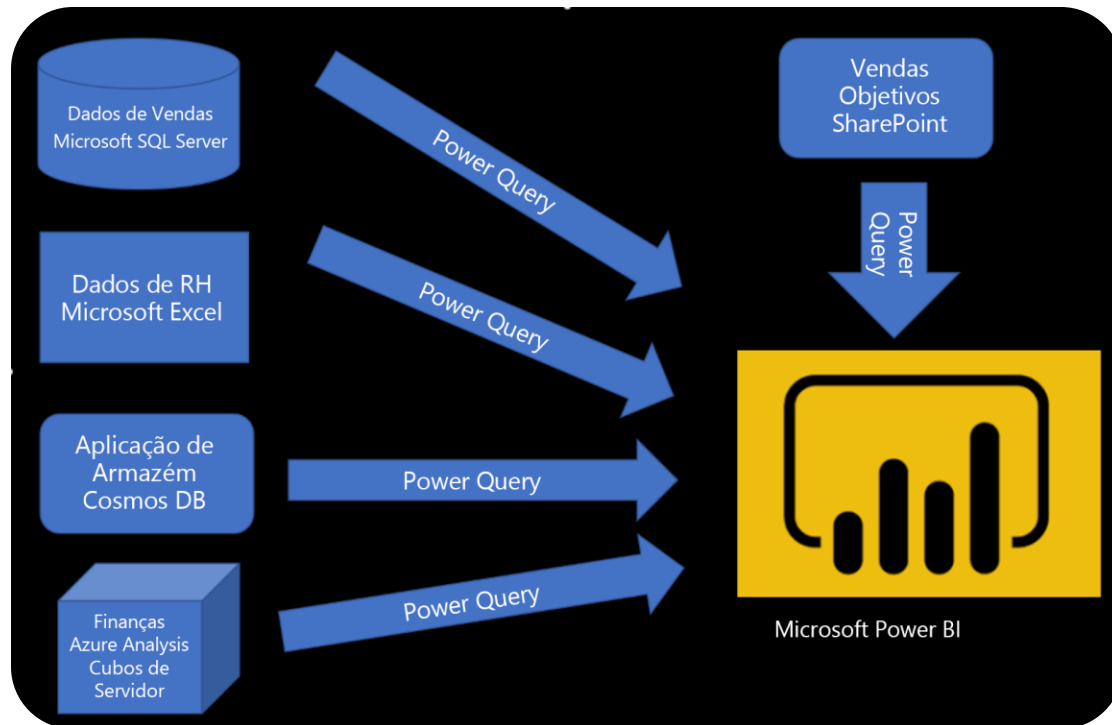 Dados de Vendas
Microsoft SQL Server
Power Query
Vendas
Objetivos
SharePoint
Power
Query
Dados de RH
Microsoft Excel
Power Query
Aplicação de
Armazém
Cosmos DB
Power Query
Finanças
Azure Analysis
Cubos de
Servidor
Power Query
Microsoft Power BI